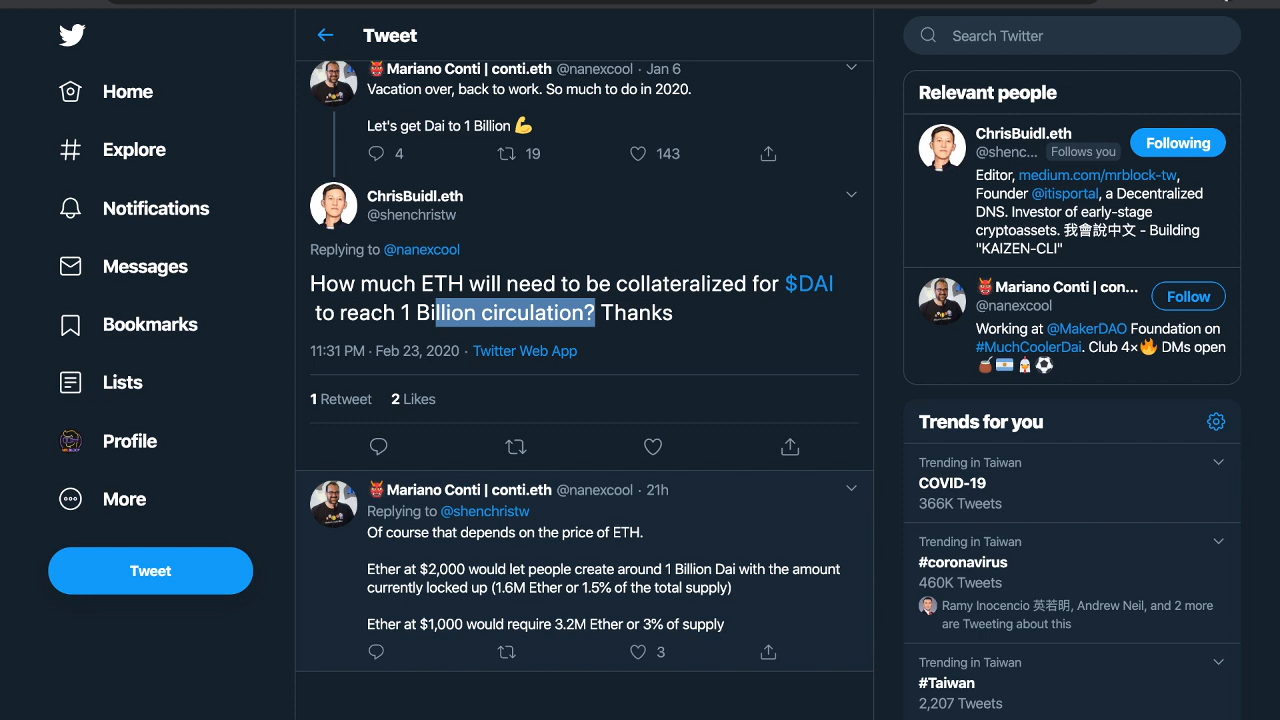 Tweet
Search Twitter
Home
Explore
Notifications
Messages
Bookmarks
Lists
Profile
More
Tweet
👹Mariano Conti | conti.eth @nanexcool · Jan 6
Vacation over, back to work. So much to do in 2020.
Let's get Dai to 1 Billion 💪
4 19 143
ChrisBuidl.eth
@shenchristw
Replying to @nanexcool
How much ETH will need to be collateralized for $DAI
to reach 1 Billion circulation? Thanks
11:31 PM · Feb 23, 2020 · Twitter Web App
1 Retweet 2 Likes
👹Mariano Conti | conti.eth @nanexcool · 21h
Replying to @shenchristw
Of course that depends on the price of ETH.
Ether at $2,000 would let people create around 1 Billion Dai with the amount
currently locked up (1.6M Ether or 1.5% of the total supply)
Ether at $1,000 would require 3.2M Ether or 3% of supply
3
Relevant people
ChrisBuidl.eth
@shenc... Follows you
Following
Editor, medium.com/mrblock-tw,
Founder @itisportal, a Decentralized
DNS. Investor of early-stage
cryptoassets. 我會說中文 - Building
"KAIZEN-CLI"
👹Mariano Conti | con...
@nanexcool
Follow
Working at @MakerDAO Foundation on
#MuchCoolerDai. Club 4×🔥 DMs open
🧉🇦🇷🐔⚽
Trends for you
Trending in Taiwan
COVID-19
366K Tweets
Trending in Taiwan
#coronavirus
460K Tweets
Ramy Inocencio 英若明, Andrew Neil, and 2 more
are Tweeting about this
Trending in Taiwan
#Taiwan
2,207 Tweets